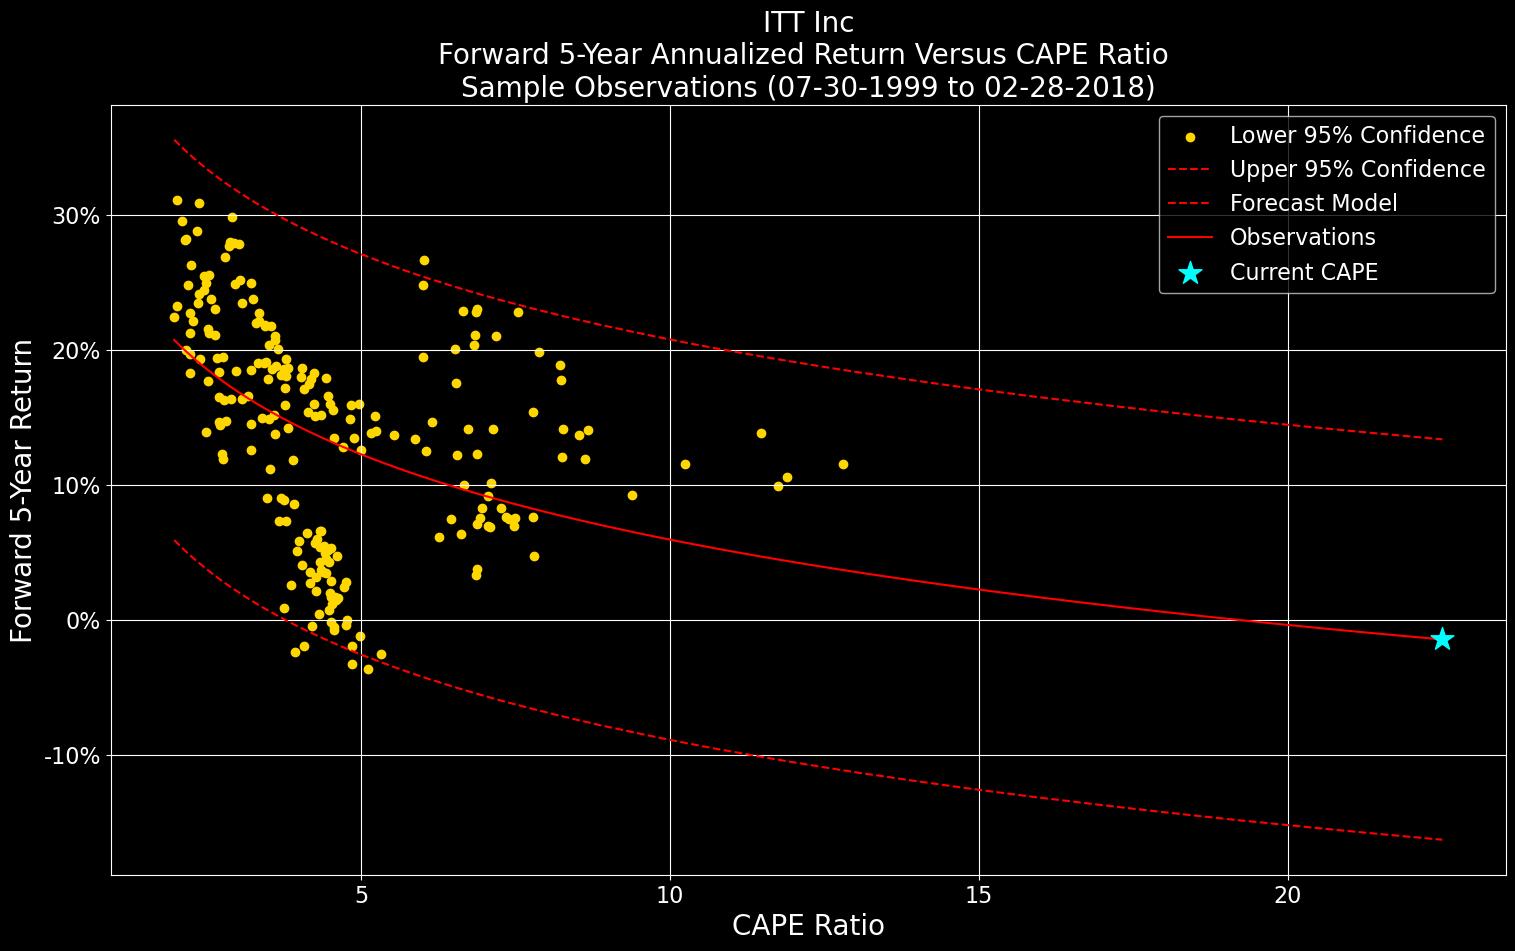 ITT Inc
Forward 5-Year Annualized Return Versus CAPE Ratio
Sample Observations (07-30-1999 to 02-28-2018)
Lower 95% Confidence
Upper 95% Confidence
Forecast Model
Observations
Current CAPE
Forward 5-Year Return
30%
20%
10%
0%
-10%
5
10
15
20
CAPE Ratio